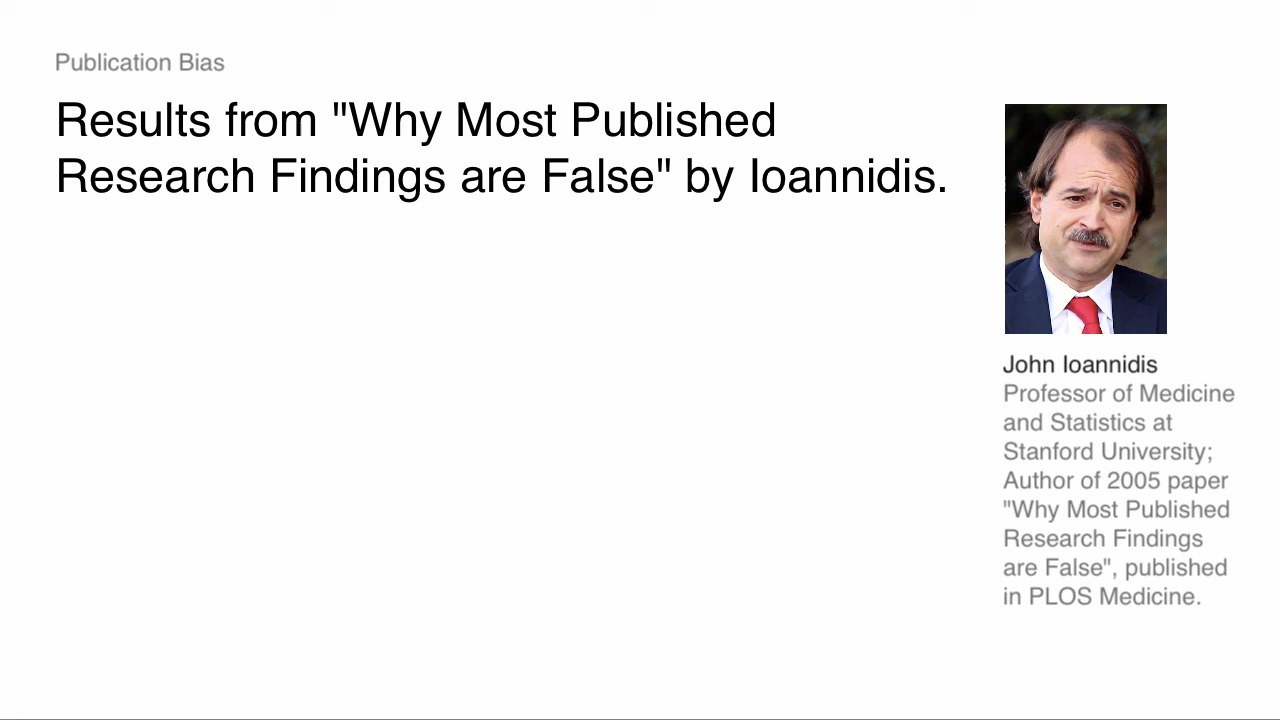 Publication Bias
Results from "Why Most Published
Research Findings are False" by Ioannidis.
John Ioannidis
Professor of Medicine
and Statistics at
Stanford University;
Author of 2005 paper
"Why Most Published
Research Findings
are False", published
in PLOS Medicine.